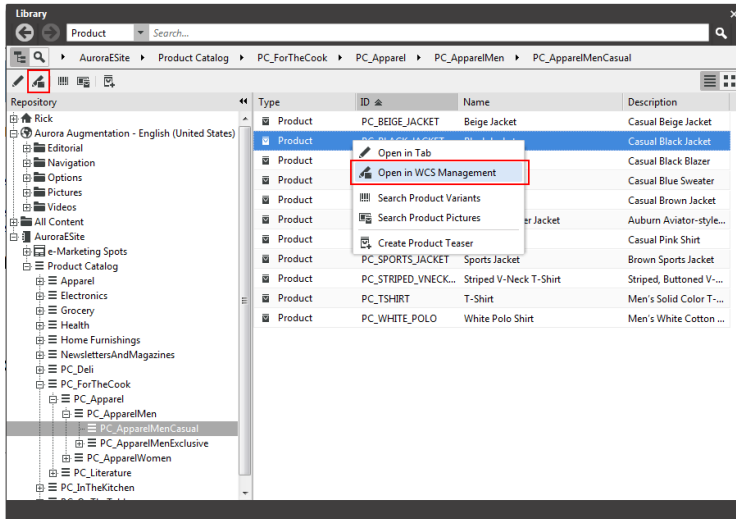 Library
Product Search...
AuroraESite Product Catalog PC_ForTheCook PC_Apparel PC_ApparelMen PC_ApparelMenCasual
Repository
Rick
Aurora Augmentation - English (United States)
Editorial
Navigation
Options
Pictures
Videos
All Content
AuroraESite
e-Marketing Spots
Product Catalog
Apparel
Electronics
Grocery
Health
Home Furnishings
NewslettersAndMagazines
PC_Deli
PC_ForTheCook
PC_Apparel
PC_ApparelMen
PC_ApparelMenCasual
PC_ApparelMenExclusive
PC_ApparelWomen
PC_Literature
PC_InTheKitchen
Type ID Name Description
Product PC_BEIGE_JACKET Beige Jacket Casual Beige Jacket
Product PC_BLACK_JACKET Black Jacket Casual Black Jacket
Product Casual Black Blazer
Product Casual Blue Sweater
Product Casual Brown Jacket
Product er Jacket Auburn Aviator-style...
Product Casual Pink Shirt
Product PC_SPORTS_JACKET Sports Jacket Brown Sports Jacket
Product PC_STRIPED_VNECK... Striped V-Neck T-Shirt Striped, Buttoned V-...
Product PC_TSHIRT T-Shirt Men's Solid Color T-...
Product PC_WHITE_POLO White Polo Shirt Men's White Cotton ...
Open in Tab
Open in WCS Management
Search Product Variants
Search Product Pictures
Create Product Teaser